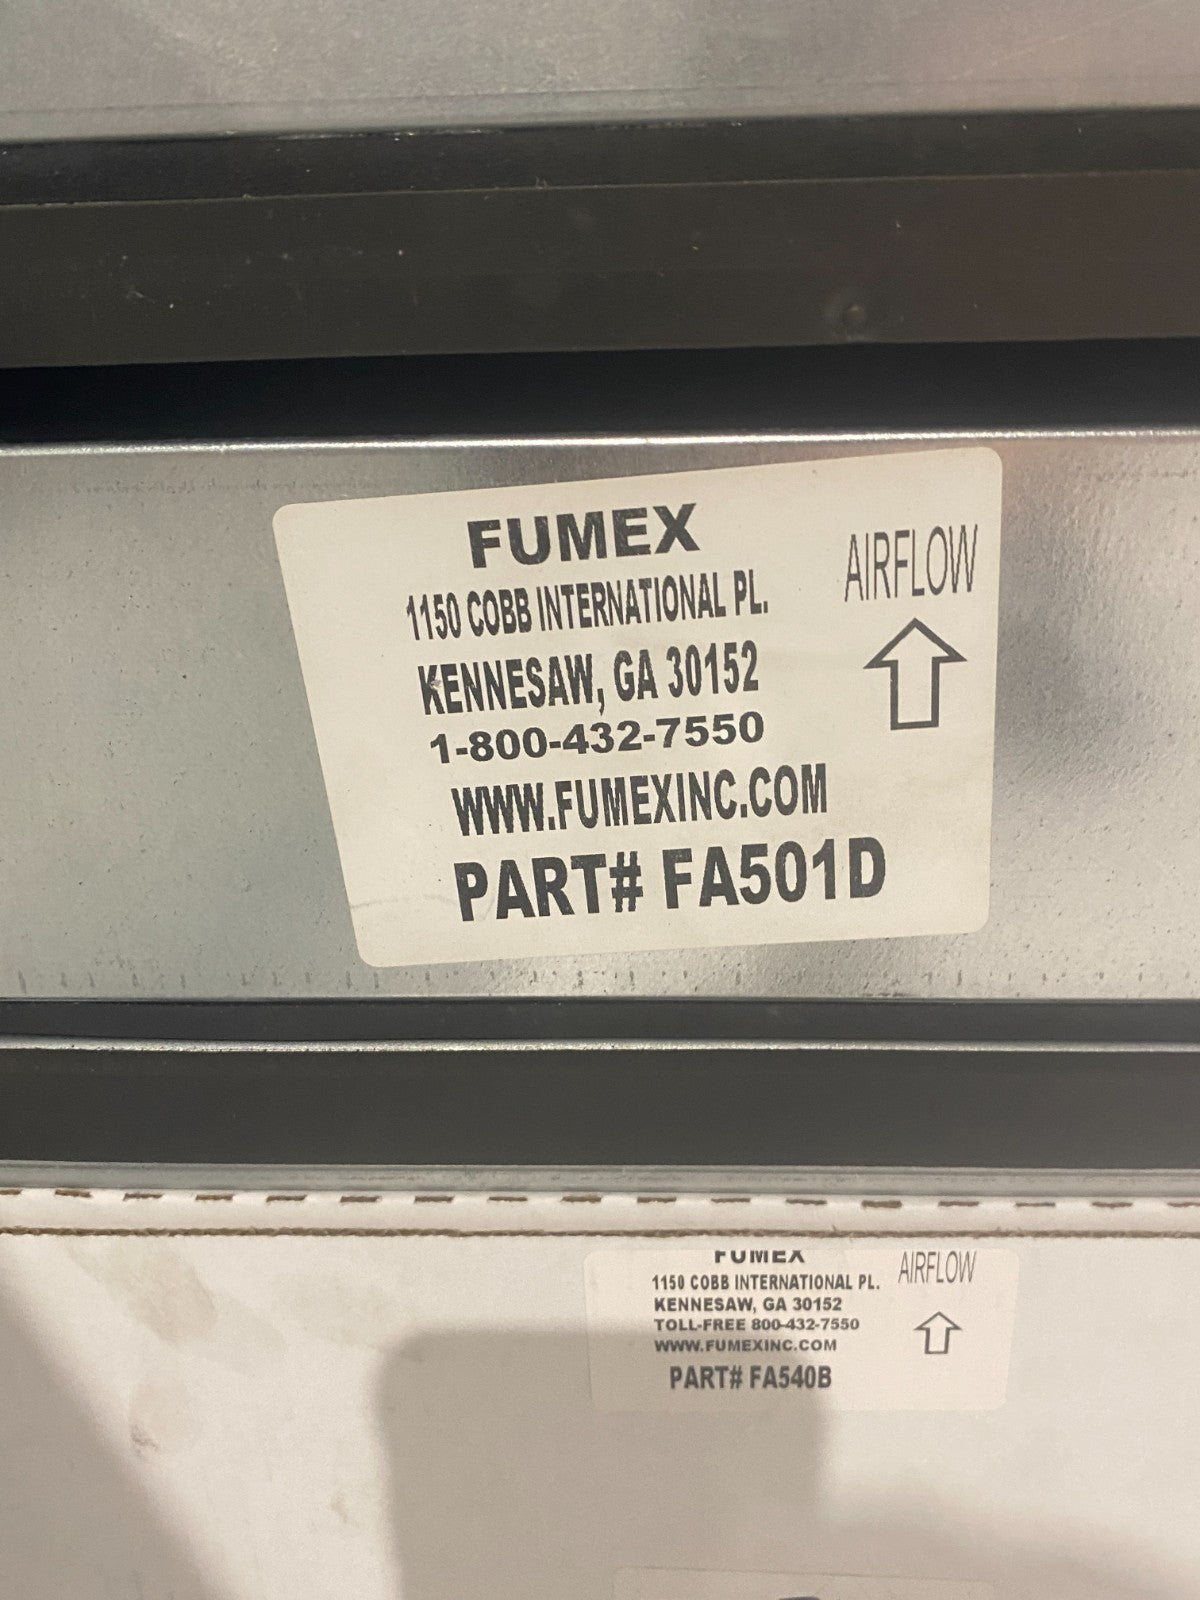 FUMEX
1150 COBB INTERNATIONAL PL.
KENNESAW, GA 30152
1-800-432-7550
WWW.FUMEXINC.COM
PART# FA501D
AIRFLOW
FUMEX
1150 COBB INTERNATIONAL PL.
KENNESAW, GA 30152
TOLL-FREE 800-432-7550
WWW.FUMEXINC.COM
PART# FA540B
AIRFLOW